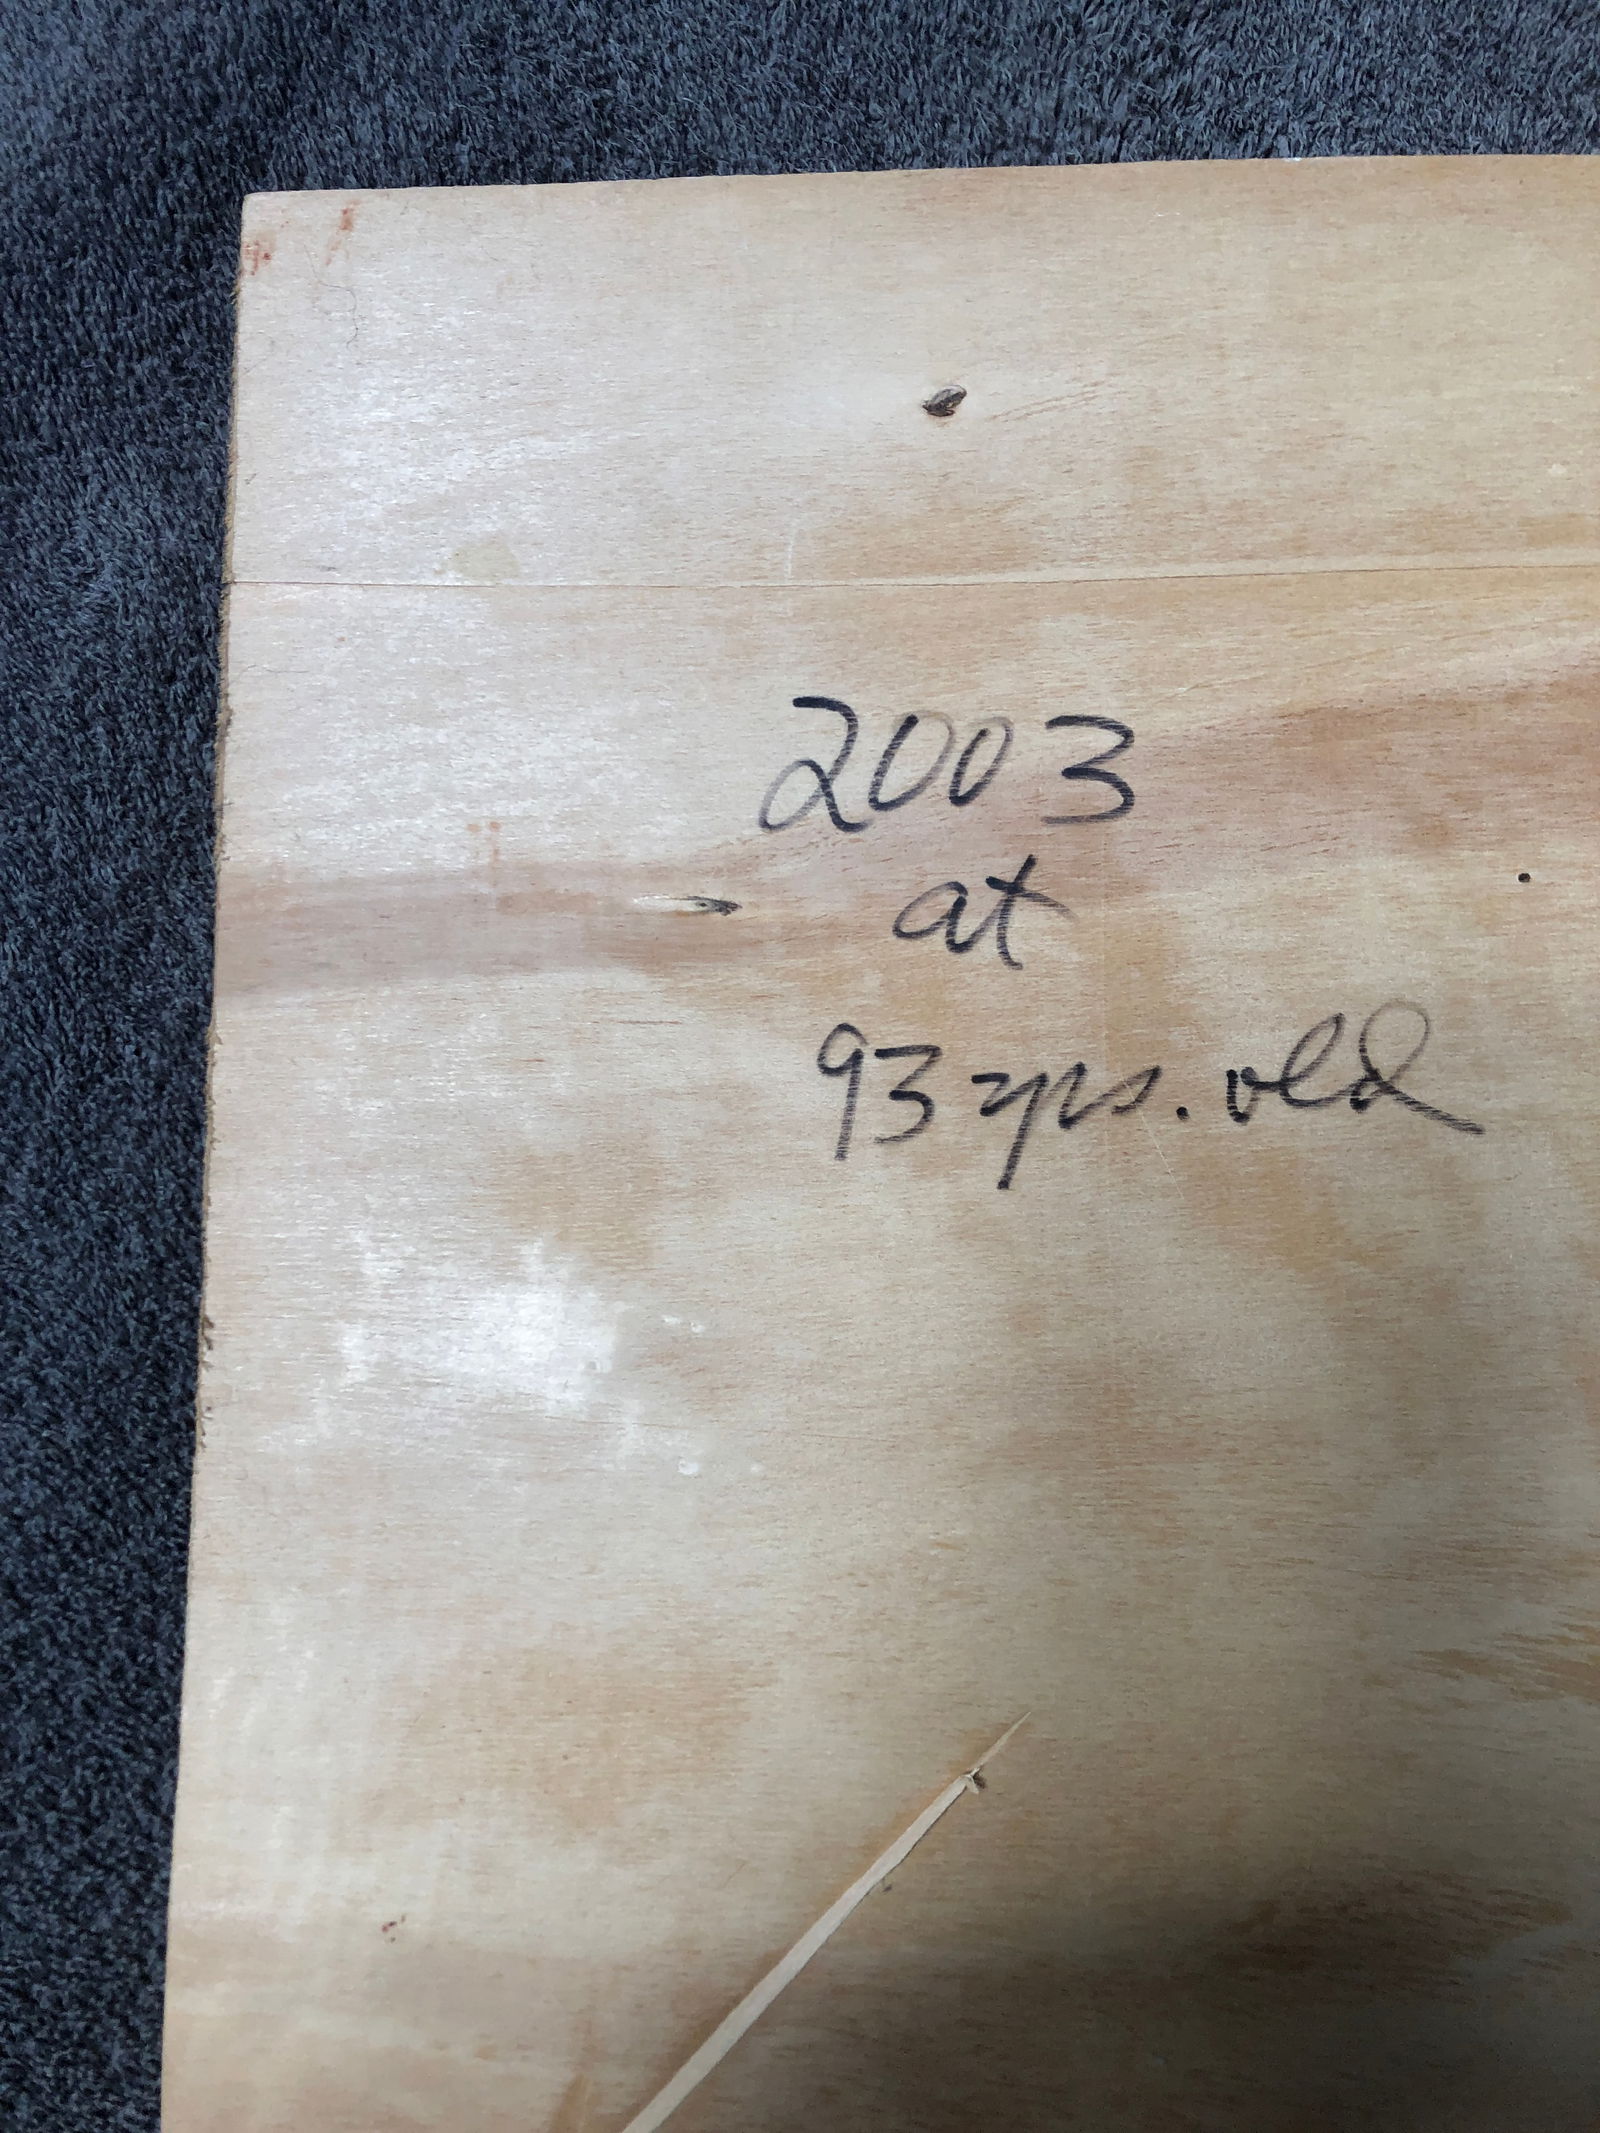 2003
at
93 yrs. old